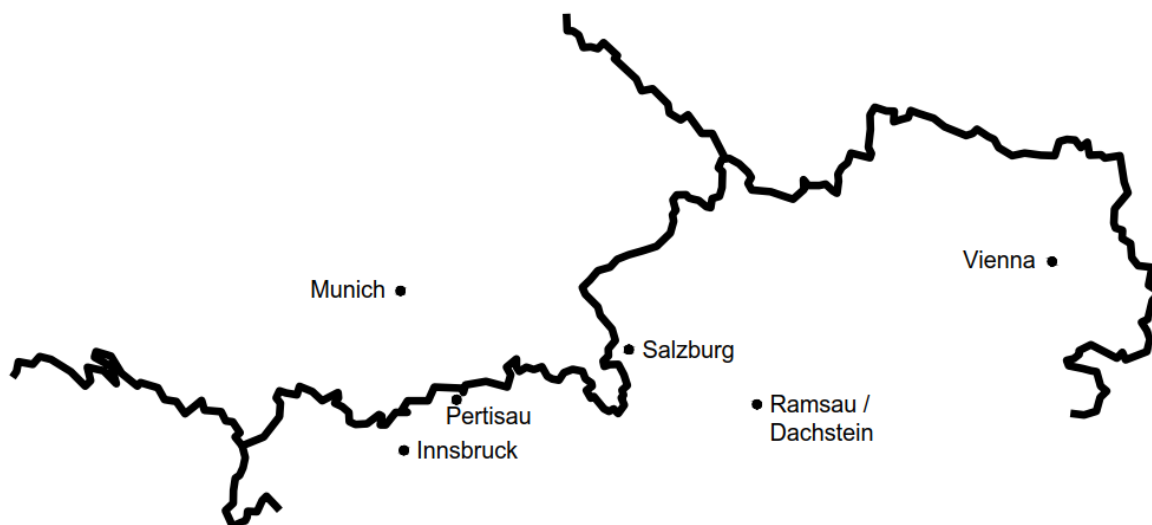 Vienna
Munich
Salzburg
Pertisau
Ramsau /
Dachstein
Innsbruck